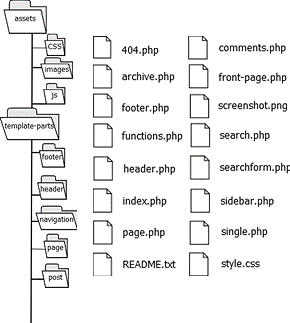 assets
CSS
images
js
template-parts
footer
header
navigation
page
post
404.php
archive.php
footer.php
functions.php
header.php
index.php
page.php
README.txt
comments.php
front-page.php
screenshot.png
search.php
searchform.php
sidebar.php
single.php
style.css